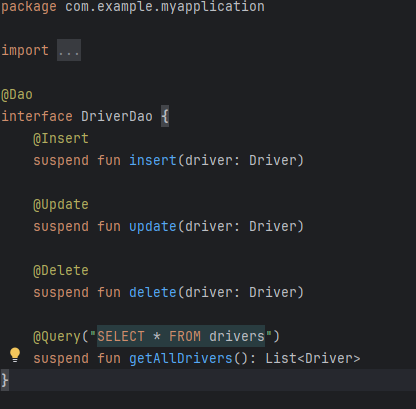 package com.example.myapplication
import ...
@Dao
interface DriverDao {
@Insert
suspend fun insert(driver: Driver)
@Update
suspend fun update(driver: Driver)
@Delete
suspend fun delete(driver: Driver)
@Query("SELECT * FROM drivers")
suspend fun getAllDrivers(): List<Driver>
}